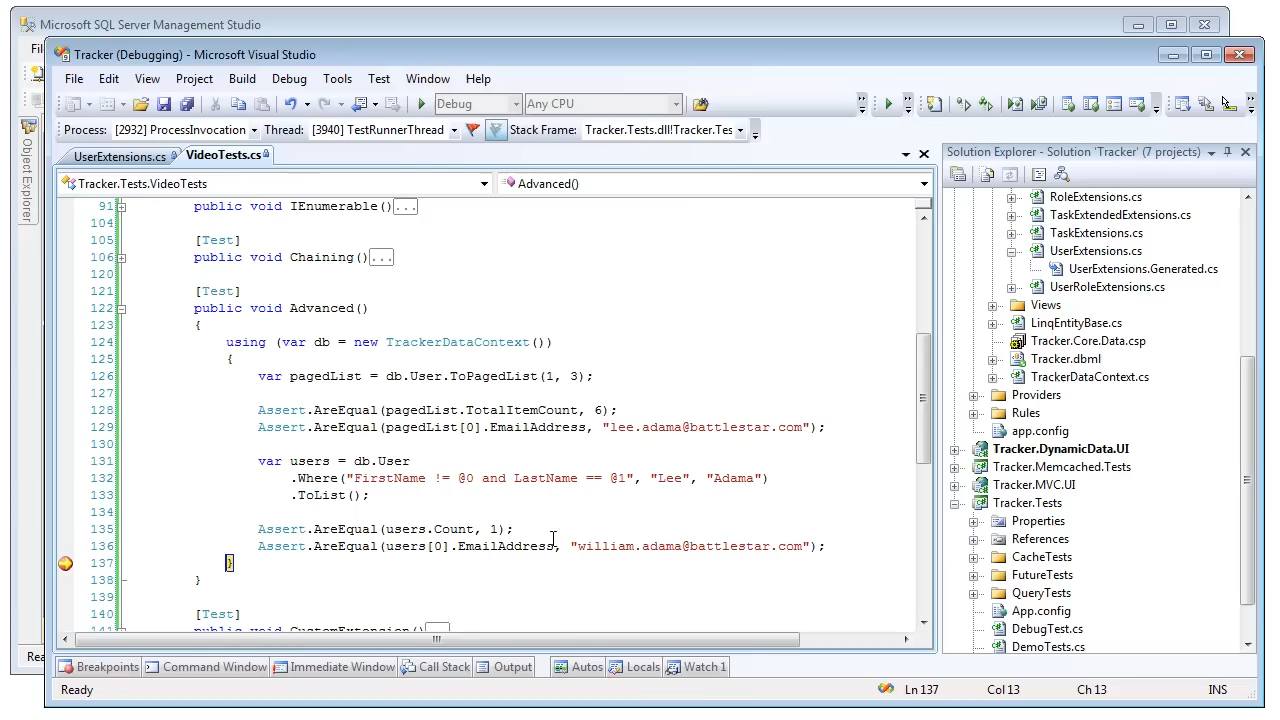 Microsoft SQL Server Management Studio
Fil
Tracker (Debugging) - Microsoft Visual Studio
File Edit View Project Build Debug Tools Test Window Help
Debug Any CPU
Process: [2932] ProcessInvocation Thread: [3940] TestRunnerThread Stack Frame: Tracker.Tests.dll!Tracker.Tes
Object Explorer
UserExtensions.cs VideoTests.cs
Tracker.Tests.VideoTests Advanced()
91 public void IEnumerable()...
104
105 [Test]
106 public void Chaining()...
120
121 [Test]
122 public void Advanced()
123 {
124 using (var db = new TrackerDataContext())
125 {
126 var pagedList = db.User.ToPagedList(1, 3);
127
128 Assert.AreEqual(pagedList.TotalItemCount, 6);
129 Assert.AreEqual(pagedList[0].EmailAddress, "lee.adama@battlestar.com");
130
131 var users = db.User
132 .Where("FirstName != @0 and LastName == @1", "Lee", "Adama")
133 .ToList();
134
135 Assert.AreEqual(users.Count, 1);
136 Assert.AreEqual(users[0].EmailAddress, "william.adama@battlestar.com");
137 }
138 }
139
140 [Test]
141 public void CustomExtension()
Solution Explorer - Solution 'Tracker' (7 projects)
RoleExtensions.cs
TaskExtendedExtensions.cs
TaskExtensions.cs
UserExtensions.cs
UserExtensions.Generated.cs
UserRoleExtensions.cs
Views
LinqEntityBase.cs
Tracker.Core.Data.csp
Tracker.dbml
TrackerDataContext.cs
Providers
Rules
app.config
Tracker.DynamicData.UI
Tracker.Memcached.Tests
Tracker.MVC.UI
Tracker.Tests
Properties
References
CacheTests
FutureTests
QueryTests
App.config
DebugTest.cs
DemoTests.cs
Rea
Breakpoints Command Window Immediate Window Call Stack Output Autos Locals Watch 1
Ready Ln 137 Col 13 Ch 13 INS